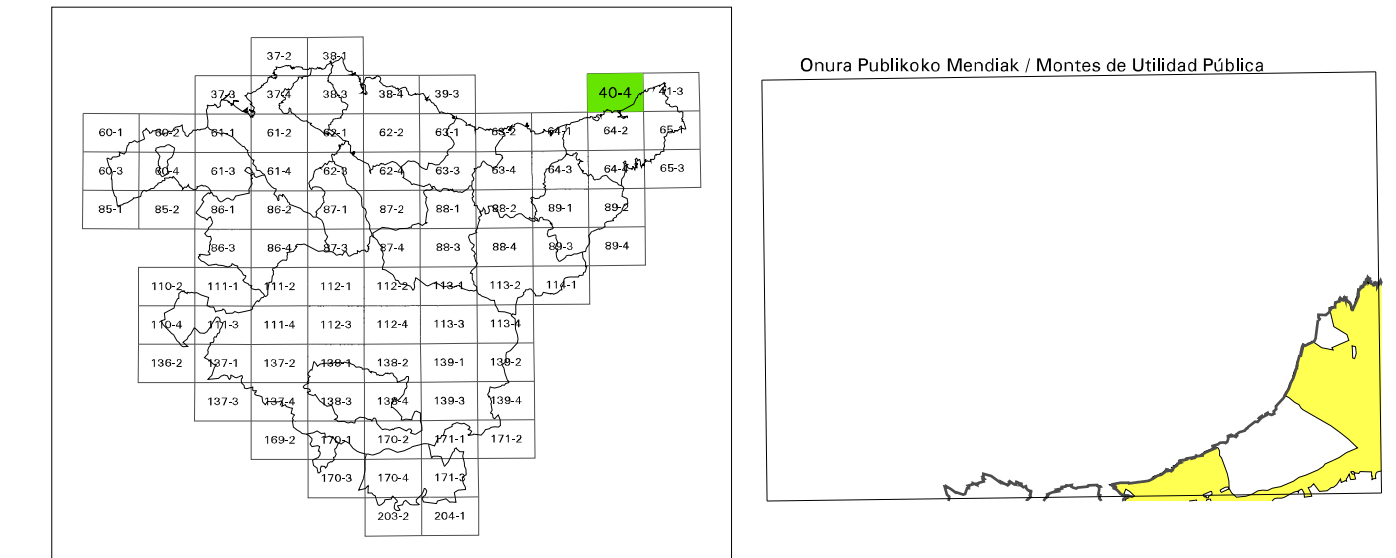 Onura Publikoko Mendiak / Montes de Utilidad Pública
37-2 38-1
37-3 37-4 38-3 38-4 39-3 40-4 41-3
60-1 60-2 61-1 61-2 62-1 62-2 63-1 63-2 64-1 64-2 65-1
60-3 60-4 61-3 61-4 62-3 62-4 63-3 63-4 64-3 64-4 65-3
85-1 85-2 86-1 86-2 87-1 87-2 88-1 88-2 89-1 89-2
86-3 86-4 87-3 87-4 88-3 88-4 89-3 89-4
110-2 111-1 111-2 112-1 112-2 113-1 113-2 114-1
110-4 111-3 111-4 112-3 112-4 113-3 113-4
136-2 137-1 137-2 138-1 138-2 139-1 139-2
137-3 137-4 138-3 138-4 139-3 139-4
169-2 170-1 170-2 171-1 171-2
170-3 170-4 171-3
203-2 204-1